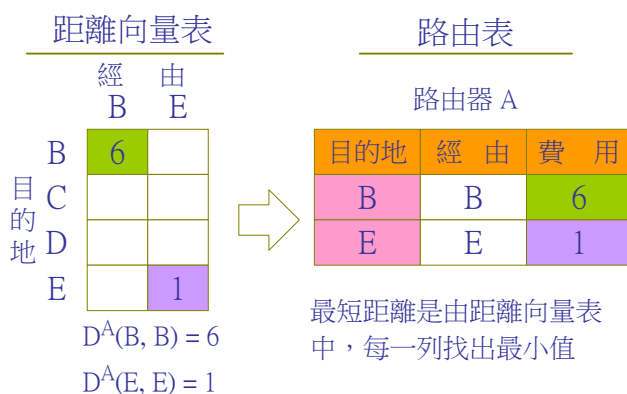 距離向量表
經 由
B E
B 6
C
D
E 1
目的地
D^A(B, B) = 6
D^A(E, E) = 1
路由表
路由器 A
目的地 經 由 費 用
B B 6
E E 1
最短距離是由距離向量表
中，每一列找出最小值